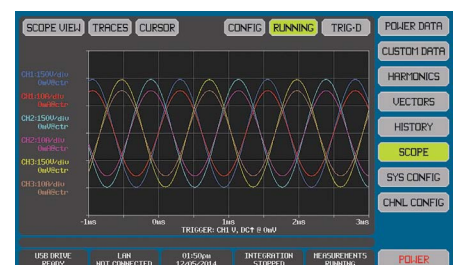 SCOPE VIEW TRACES CURSOR CONFIG RUNNING TRIG·D
POWER DATA
CUSTOM DATA
HARMONICS
VECTORS
HISTORY
SCOPE
SYS CONFIG
CHNL CONFIG
POWER
CH1:150V/div
0mV@ctr
CH1:10A/div
0mA@ctr
CH2:150V/div
0mV@ctr
CH2:10A/div
0mA@ctr
CH3:150V/div
0mV@ctr
CH3:10A/div
0mA@ctr
-1ms 0ms 1ms 2ms 3ms
TRIGGER: CH1 V, DC↑ @ 0mV
USB DRIVE
READY
LAN
NOT CONNECTED
01:50pm
12/05/2014
INTEGRATION
STOPPED
MEASUREMENTS
RUNNING